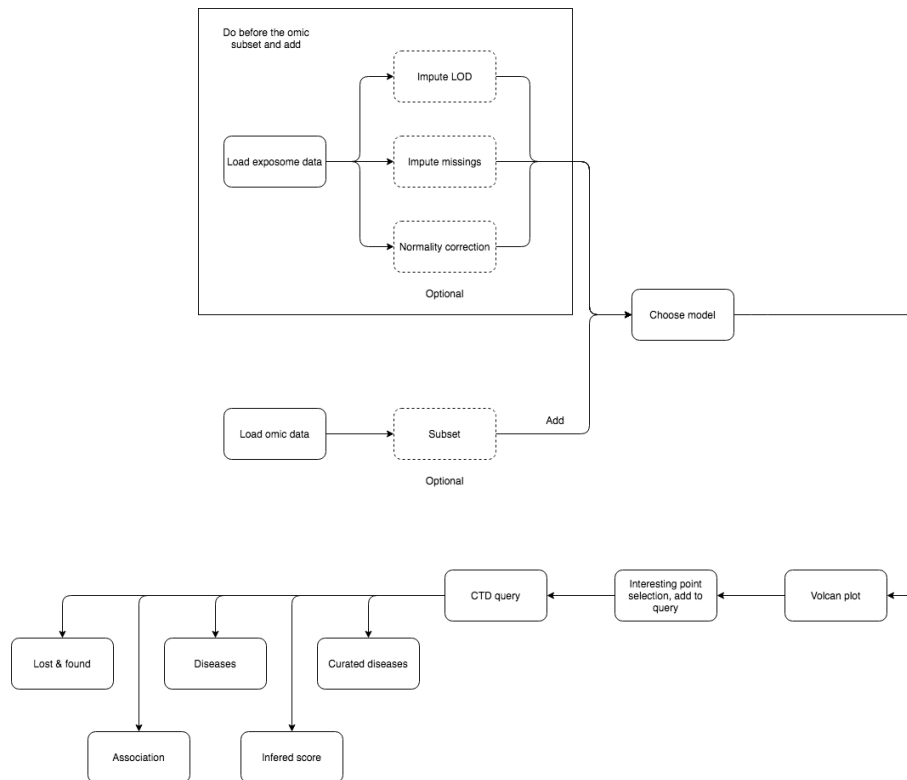 Do before the omic
subset and add
Impute LOD
Load exposome data
Impute missings
Normality correction
Optional
Choose model
Load omic data
Subset
Add
Optional
CTD query
Interesting point
selection, add to
query
Volcan plot
Lost & found
Diseases
Curated diseases
Association
Infered score